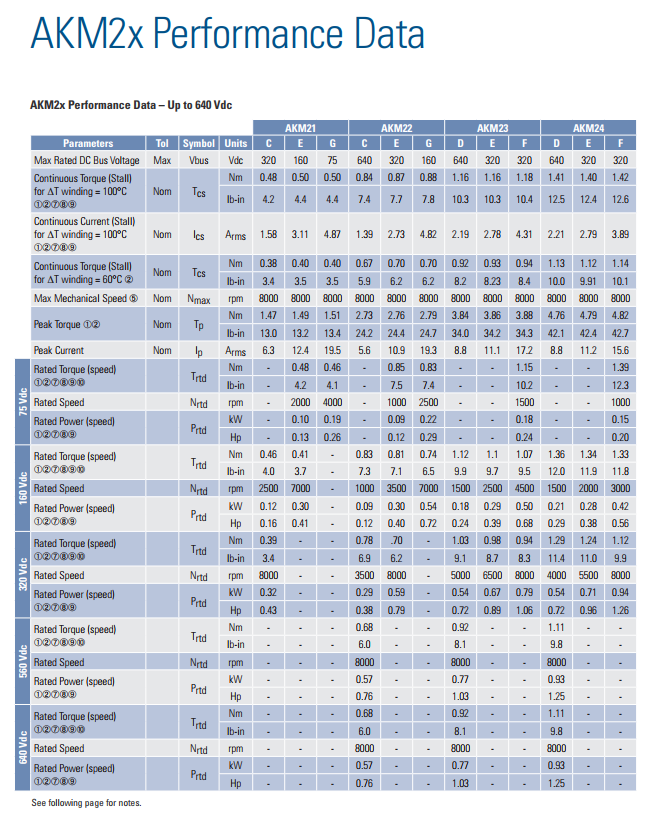 AKM2x Performance Data
AKM2x Performance Data – Up to 640 Vdc
AKM21 AKM22 AKM23 AKM24
Parameters Tol Symbol Units C E G C E G D E F D E F
Max Rated DC Bus Voltage Max Vbus Vdc 320 160 75 640 320 160 640 320 320 640 320 320
Continuous Torque (Stall) for ΔT winding = 100°C ①②⑦⑧⑨ Nom Tcs Nm 0.48 0.50 0.50 0.84 0.87 0.88 1.16 1.16 1.18 1.41 1.40 1.42
lb-in 4.2 4.4 4.4 7.4 7.7 7.8 10.3 10.3 10.4 12.5 12.4 12.6
Continuous Current (Stall) for ΔT winding = 100°C ①②⑦⑧⑨ Nom Ics Arms 1.58 3.11 4.87 1.39 2.73 4.82 2.19 2.78 4.31 2.21 2.79 3.89
Continuous Torque (Stall) for ΔT winding = 60°C ② Nom Tcs Nm 0.38 0.40 0.40 0.67 0.70 0.70 0.92 0.93 0.94 1.13 1.12 1.14
lb-in 3.4 3.5 3.5 5.9 6.2 6.2 8.2 8.23 8.4 10.0 9.91 10.1
Max Mechanical Speed ⑤ Nom Nmax rpm 8000 8000 8000 8000 8000 8000 8000 8000 8000 8000 8000 8000
Peak Torque ①② Nom Tp Nm 1.47 1.49 1.51 2.73 2.76 2.79 3.84 3.86 3.88 4.76 4.79 4.82
lb-in 13.0 13.2 13.4 24.2 24.4 24.7 34.0 34.2 34.3 42.1 42.4 42.7
Peak Current Nom Ip Arms 6.3 12.4 19.5 5.6 10.9 19.3 8.8 11.1 17.2 8.8 11.2 15.6
75 Vdc
Rated Torque (speed) ①②⑦⑧⑨⑩ Trtd Nm - 0.48 0.46 - 0.85 0.83 - - 1.15 - - 1.39
lb-in - 4.2 4.1 - 7.5 7.4 - - 10.2 - - 12.3
Rated Speed Nrtd rpm - 2000 4000 - 1000 2500 - - 1500 - - 1000
Rated Power (speed) ①②⑦⑧⑨ Prtd kW - 0.10 0.19 - 0.09 0.22 - - 0.18 - - 0.15
Hp - 0.13 0.26 - 0.12 0.29 - - 0.24 - - 0.20
160 Vdc
Rated Torque (speed) ①②⑦⑧⑨⑩ Trtd Nm 0.46 0.41 - 0.83 0.81 0.74 1.12 1.1 1.07 1.36 1.34 1.33
lb-in 4.0 3.7 - 7.3 7.1 6.5 9.9 9.7 9.5 12.0 11.9 11.8
Rated Speed Nrtd rpm 2500 7000 - 1000 3500 7000 1500 2500 4500 1500 2000 3000
Rated Power (speed) ①②⑦⑧⑨ Prtd kW 0.12 0.30 - 0.09 0.30 0.54 0.18 0.29 0.50 0.21 0.28 0.42
Hp 0.16 0.41 - 0.12 0.40 0.72 0.24 0.39 0.68 0.29 0.38 0.56
320 Vdc
Rated Torque (speed) ①②⑦⑧⑨⑩ Trtd Nm 0.39 - - 0.78 .70 - 1.03 0.98 0.94 1.29 1.24 1.12
lb-in 3.4 - - 6.9 6.2 - 9.1 8.7 8.3 11.4 11.0 9.9
Rated Speed Nrtd rpm 8000 - - 3500 8000 - 5000 6500 8000 4000 5500 8000
Rated Power (speed) ①②⑦⑧⑨ Prtd kW 0.32 - - 0.29 0.59 - 0.54 0.67 0.79 0.54 0.71 0.94
Hp 0.43 - - 0.38 0.79 - 0.72 0.89 1.06 0.72 0.96 1.26
560 Vdc
Rated Torque (speed) ①②⑦⑧⑨⑩ Trtd Nm - - - 0.68 - - 0.92 - - 1.11 - -
lb-in - - - 6.0 - - 8.1 - - 9.8 - -
Rated Speed Nrtd rpm - - - 8000 - - 8000 - - 8000 - -
Rated Power (speed) ①②⑦⑧⑨ Prtd kW - - - 0.57 - - 0.77 - - 0.93 - -
Hp - - - 0.76 - - 1.03 - - 1.25 - -
640 Vdc
Rated Torque (speed) ①②⑦⑧⑨⑩ Trtd Nm - - - 0.68 - - 0.92 - - 1.11 - -
lb-in - - - 6.0 - - 8.1 - - 9.8 - -
Rated Speed Nrtd rpm - - - 8000 - - 8000 - - 8000 - -
Rated Power (speed) ①②⑦⑧⑨ Prtd kW - - - 0.57 - - 0.77 - - 0.93 - -
Hp - - - 0.76 - - 1.03 - - 1.25 - -
See following page for notes.